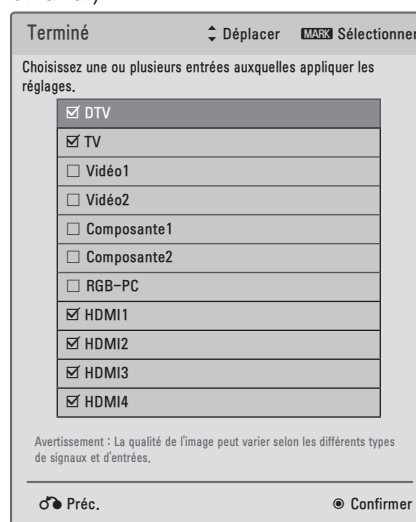 Terminé Déplacer MARK Sélectionner
Choisissez une ou plusieurs entrées auxquelles appliquer les
réglages.
DTV
TV
Vidéo1
Vidéo2
Composante1
Composante2
RGB-PC
HDMI1
HDMI2
HDMI3
HDMI4
Avertissement : La qualité de l'image peut varier selon les différents types
de signaux et d'entrées.
Préc. Confirmer